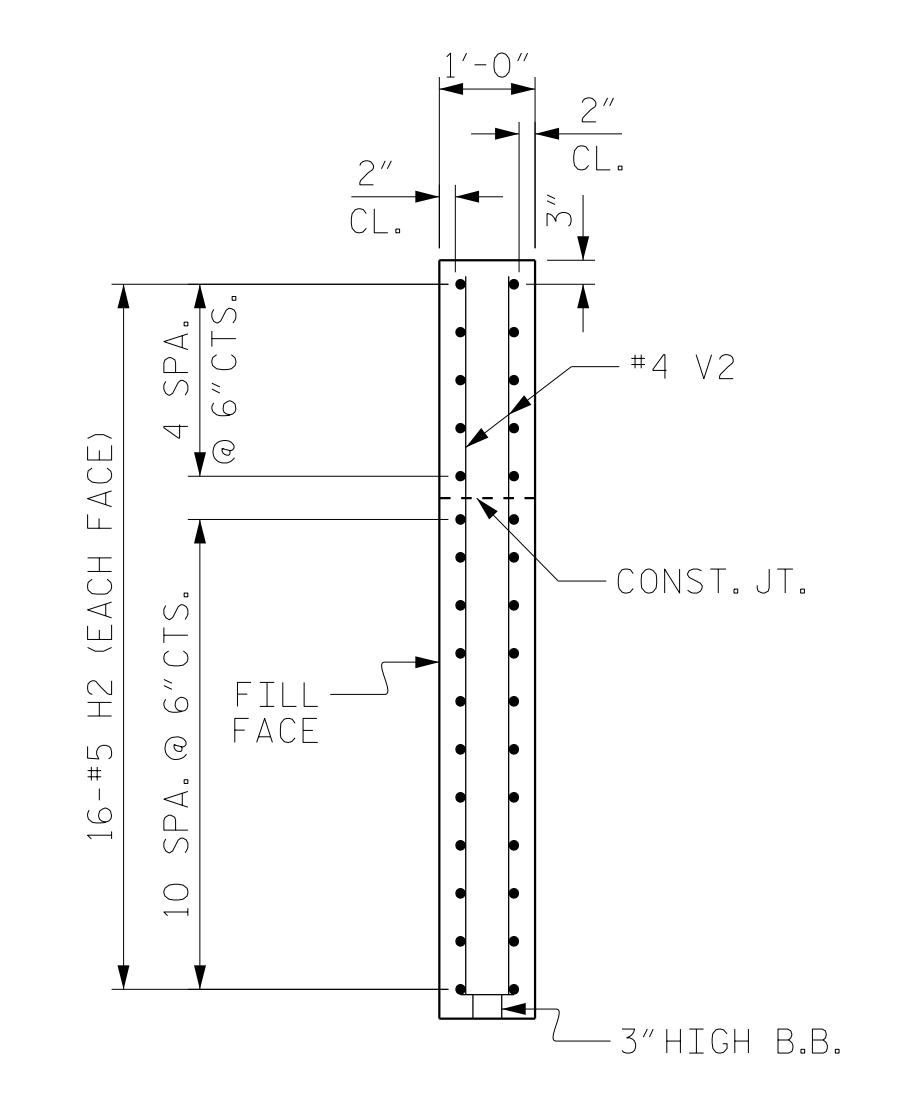 1'-0"
2"
CL.
2"
CL.
3"
4 SPA.
@ 6"CTS.
#4 V2
16-#5 H2 (EACH FACE)
10 SPA. @ 6"CTS.
CONST. JT.
FILL
FACE
3"HIGH B.B.